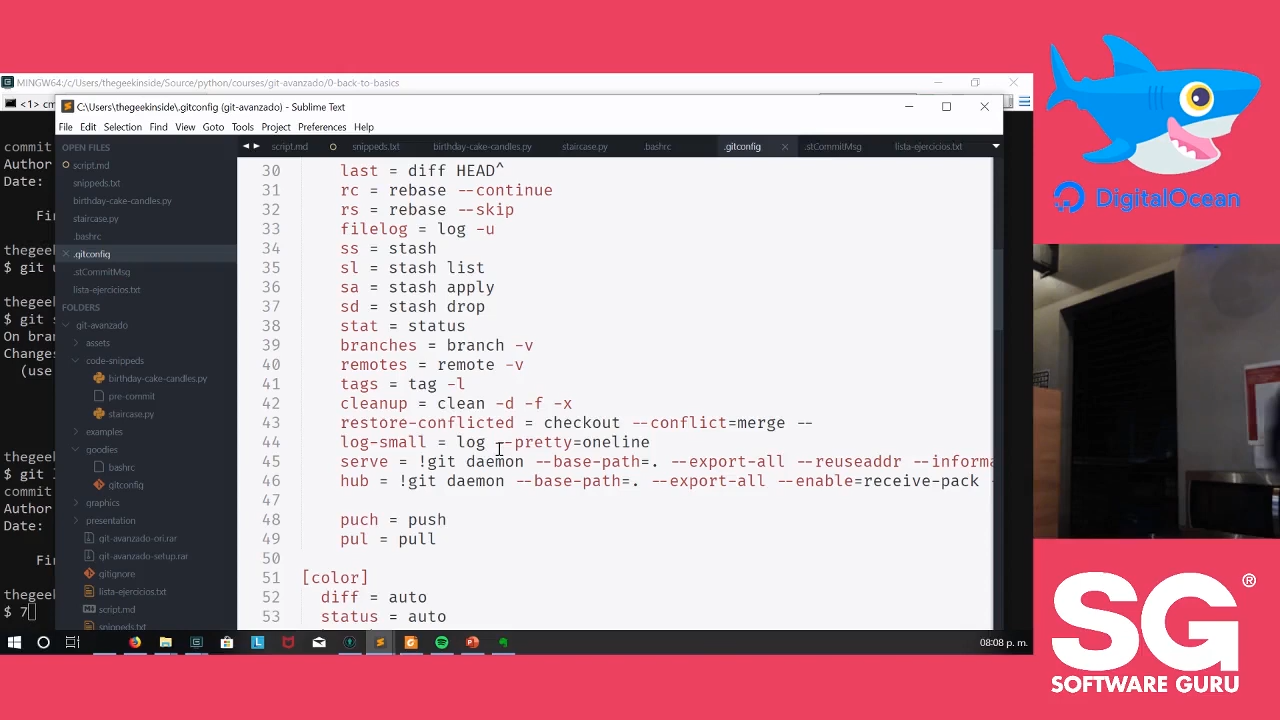 MINGW64:/c/Users/thegeekinside/Source/python/courses/git-avanzado/0-back-to-basics
<1>
C:\Users\thegeekinside\.gitconfig (git-avanzado) - Sublime Text
File Edit Selection Find View Goto Tools Project Preferences Help
script.md snippeds.txt birthday-cake-candles.py staircase.py .bashrc .gitconfig .stCommitMsg lista-ejercicios.txt
commit
Author
Date:
thegeek
$ git
thegeek
$ git
On bran
Changes
(use
thegeek
$ git
commit
Author
Date:
thegeek
$ 7
OPEN FILES
script.md
snippeds.txt
birthday-cake-candles.py
staircase.py
.bashrc
.gitconfig
.stCommitMsg
lista-ejercicios.txt
FOLDERS
git-avanzado
assets
code-snippeds
birthday-cake-candles.py
pre-commit
staircase.py
examples
goodies
bashrc
gitconfig
graphics
presentation
git-avanzado-ori.rar
git-avanzado-setup.rar
gitignore
lista-ejercicios.txt
script.md
snippeds.txt
30 last = diff HEAD^
31 rc = rebase --continue
32 rs = rebase --skip
33 filelog = log -u
34 ss = stash
35 sl = stash list
36 sa = stash apply
37 sd = stash drop
38 stat = status
39 branches = branch -v
40 remotes = remote -v
41 tags = tag -l
42 cleanup = clean -d -f -x
43 restore-conflicted = checkout --conflict=merge --
44 log-small = log --pretty=oneline
45 serve = !git daemon --base-path=. --export-all --reuseaddr --informa
46 hub = !git daemon --base-path=. --export-all --enable=receive-pack
47
48 puch = push
49 pul = pull
50
51 [color]
52 diff = auto
53 status = auto
08:08 p. m.
DigitalOcean
SG®
SOFTWARE GURU